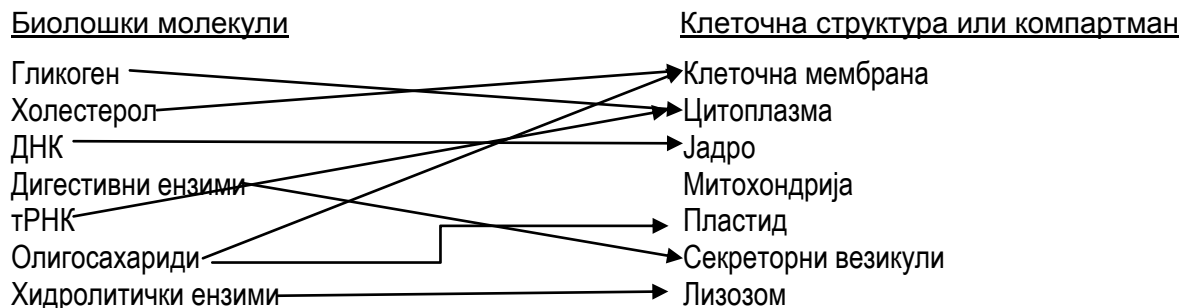 Биолошки молекули Клеточна структура или компартман
Гликоген Клеточна мембрана
Холестерол Цитоплазма
ДНК Јадро
Дигестивни ензими Митохондрија
тРНК Пластид
Олигосахариди Секреторни везикули
Хидролитички ензими Лизозом